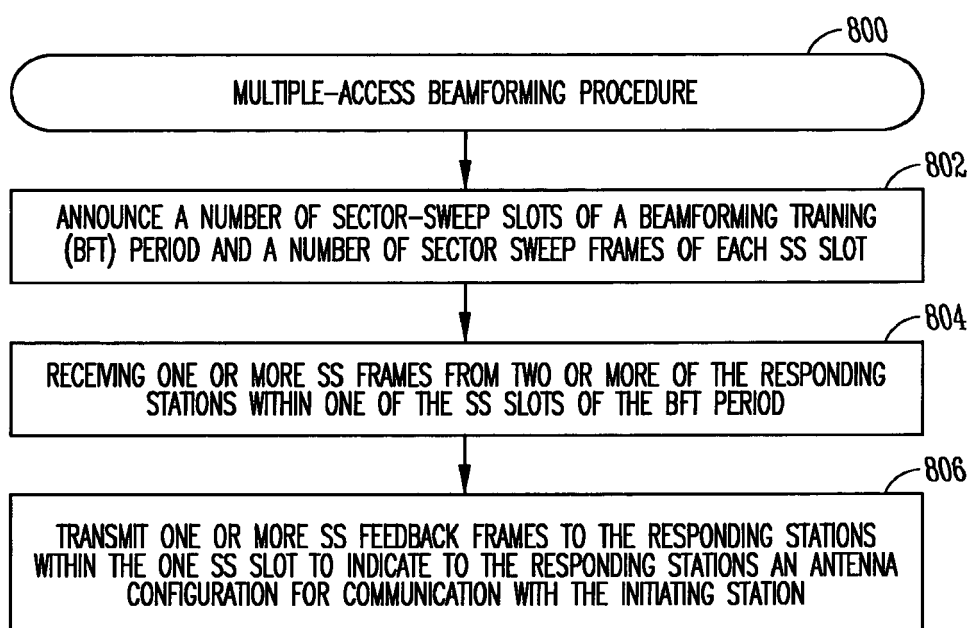 800
MULTIPLE-ACCESS BEAMFORMING PROCEDURE
802
ANNOUNCE A NUMBER OF SECTOR-SWEEP SLOTS OF A BEAMFORMING TRAINING
(BFT) PERIOD AND A NUMBER OF SECTOR SWEEP FRAMES OF EACH SS SLOT
804
RECEIVING ONE OR MORE SS FRAMES FROM TWO OR MORE OF THE RESPONDING
STATIONS WITHIN ONE OF THE SS SLOTS OF THE BFT PERIOD
806
TRANSMIT ONE OR MORE SS FEEDBACK FRAMES TO THE RESPONDING STATIONS
WITHIN THE ONE SS SLOT TO INDICATE TO THE RESPONDING STATIONS AN ANTENNA
CONFIGURATION FOR COMMUNICATION WITH THE INITIATING STATION